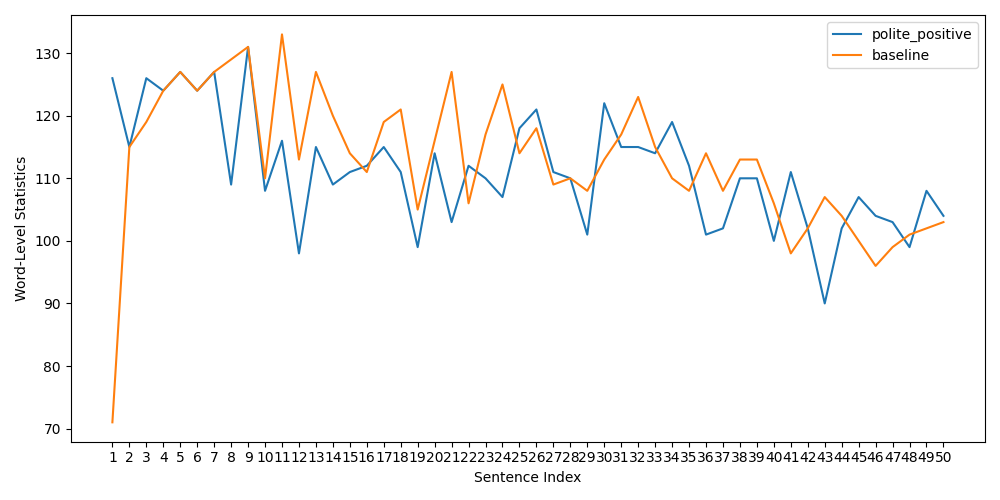 polite_positive
baseline
130
120
110
100
90
80
70
Word-Level Statistics
1 2 3 4 5 6 7 8 9 10 11 12 13 14 15 16 17 18 19 20 21 22 23 24 25 26 27 28 29 30 31 32 33 34 35 36 37 38 39 40 41 42 43 44 45 46 47 48 49 50
Sentence Index